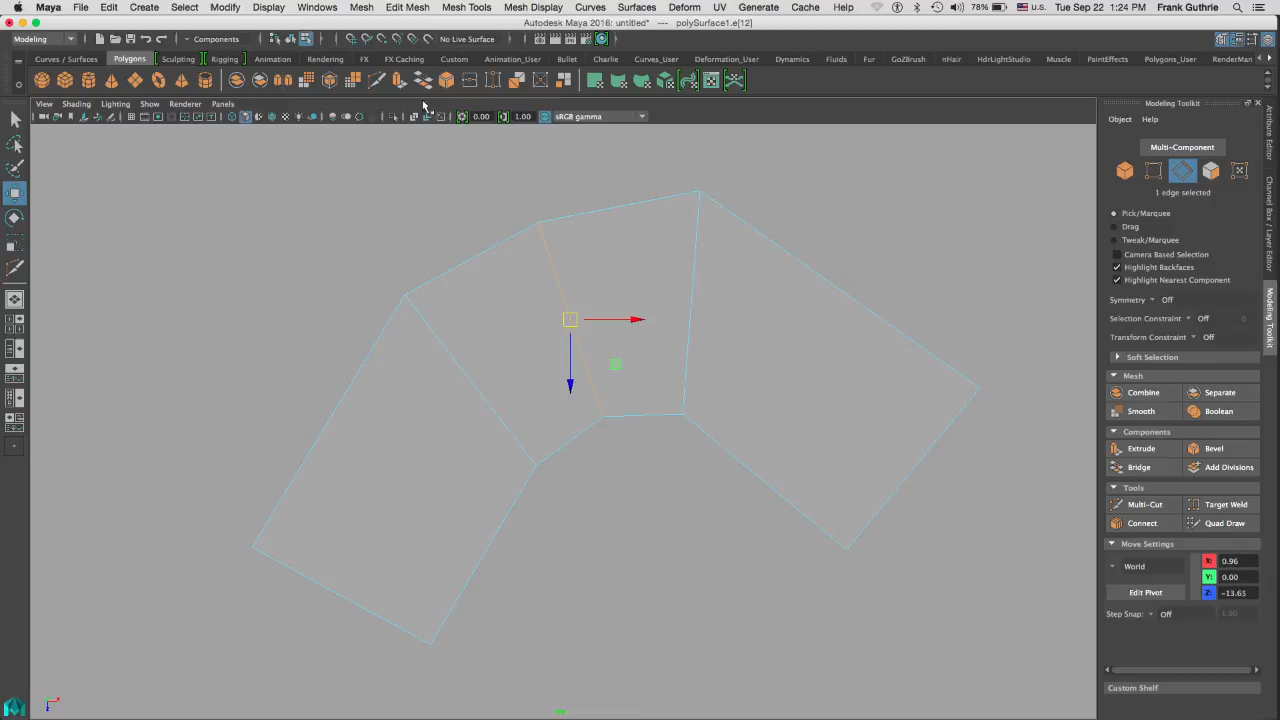 Maya File Edit Create Select Modify Display Windows Mesh Edit Mesh Mesh Tools Mesh Display Curves Surfaces Deform UV Generate Cache Help 78% U.S. Tue Sep 22 1:24 PM Frank Guthrie
Autodesk Maya 2016: untitled* --- polySurface1.e[12]
Modeling Components No Live Surface
Curves / Surfaces Polygons Sculpting Rigging Animation Rendering FX FX Caching Custom Animation_User Bullet Charlie Curves_User Deformation_User Dynamics Fluids Fur GoZBrush nHair HdrLightStudio Muscle PaintEffects Polygons_User RenderMan
View Shading Lighting Show Renderer Panels
0.00 1.00 sRGB gamma
Modeling Toolkit
Object Help
Multi-Component
1 edge selected
Pick/Marquee
Drag
Tweak/Marquee
Camera Based Selection
Highlight Backfaces
Highlight Nearest Component
Symmetry Off
Selection Constraint Off 0
Transform Constraint Off
Soft Selection
Mesh
Combine Separate
Smooth Boolean
Components
Extrude Bevel
Bridge Add Divisions
Tools
Multi-Cut Target Weld
Connect Quad Draw
Move Settings
World X: 0.96
Y: 0.00
Edit Pivot Z: -13.65
Step Snap: Off 1.00
Custom Shelf
Attribute Editor
Channel Box / Layer Editor
Modeling Toolkit